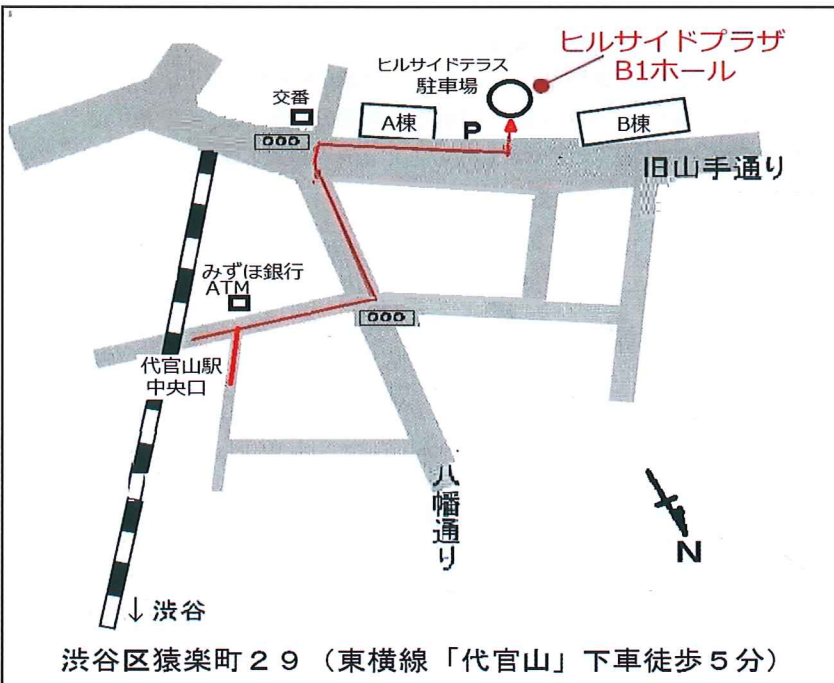 ヒルサイドプラザ
B1ホール
ヒルサイドテラス
駐車場
交番
A棟
P
B棟
旧山手通り
みずほ銀行
ATM
代官山駅
中央口
八幡通り
N
↓渋谷
渋谷区猿楽町29（東横線「代官山」下車徒歩5分）